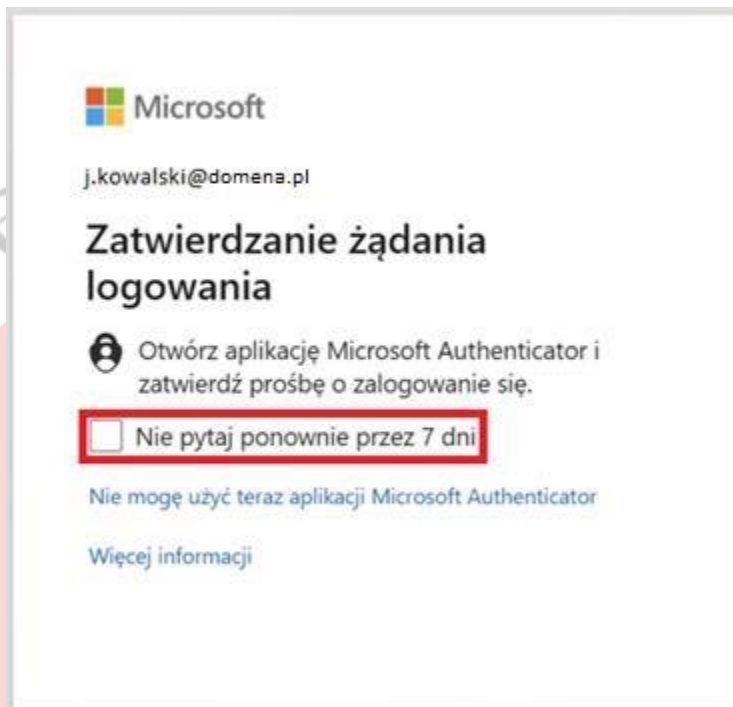 Microsoft
j.kowalski@domena.pl
Zatwierdzanie żądania
logowania
Otwórz aplikację Microsoft Authenticator i
zatwierdź prośbę o zalogowanie się.
Nie pytaj ponownie przez 7 dni
Nie mogę użyć teraz aplikacji Microsoft Authenticator
Więcej informacji